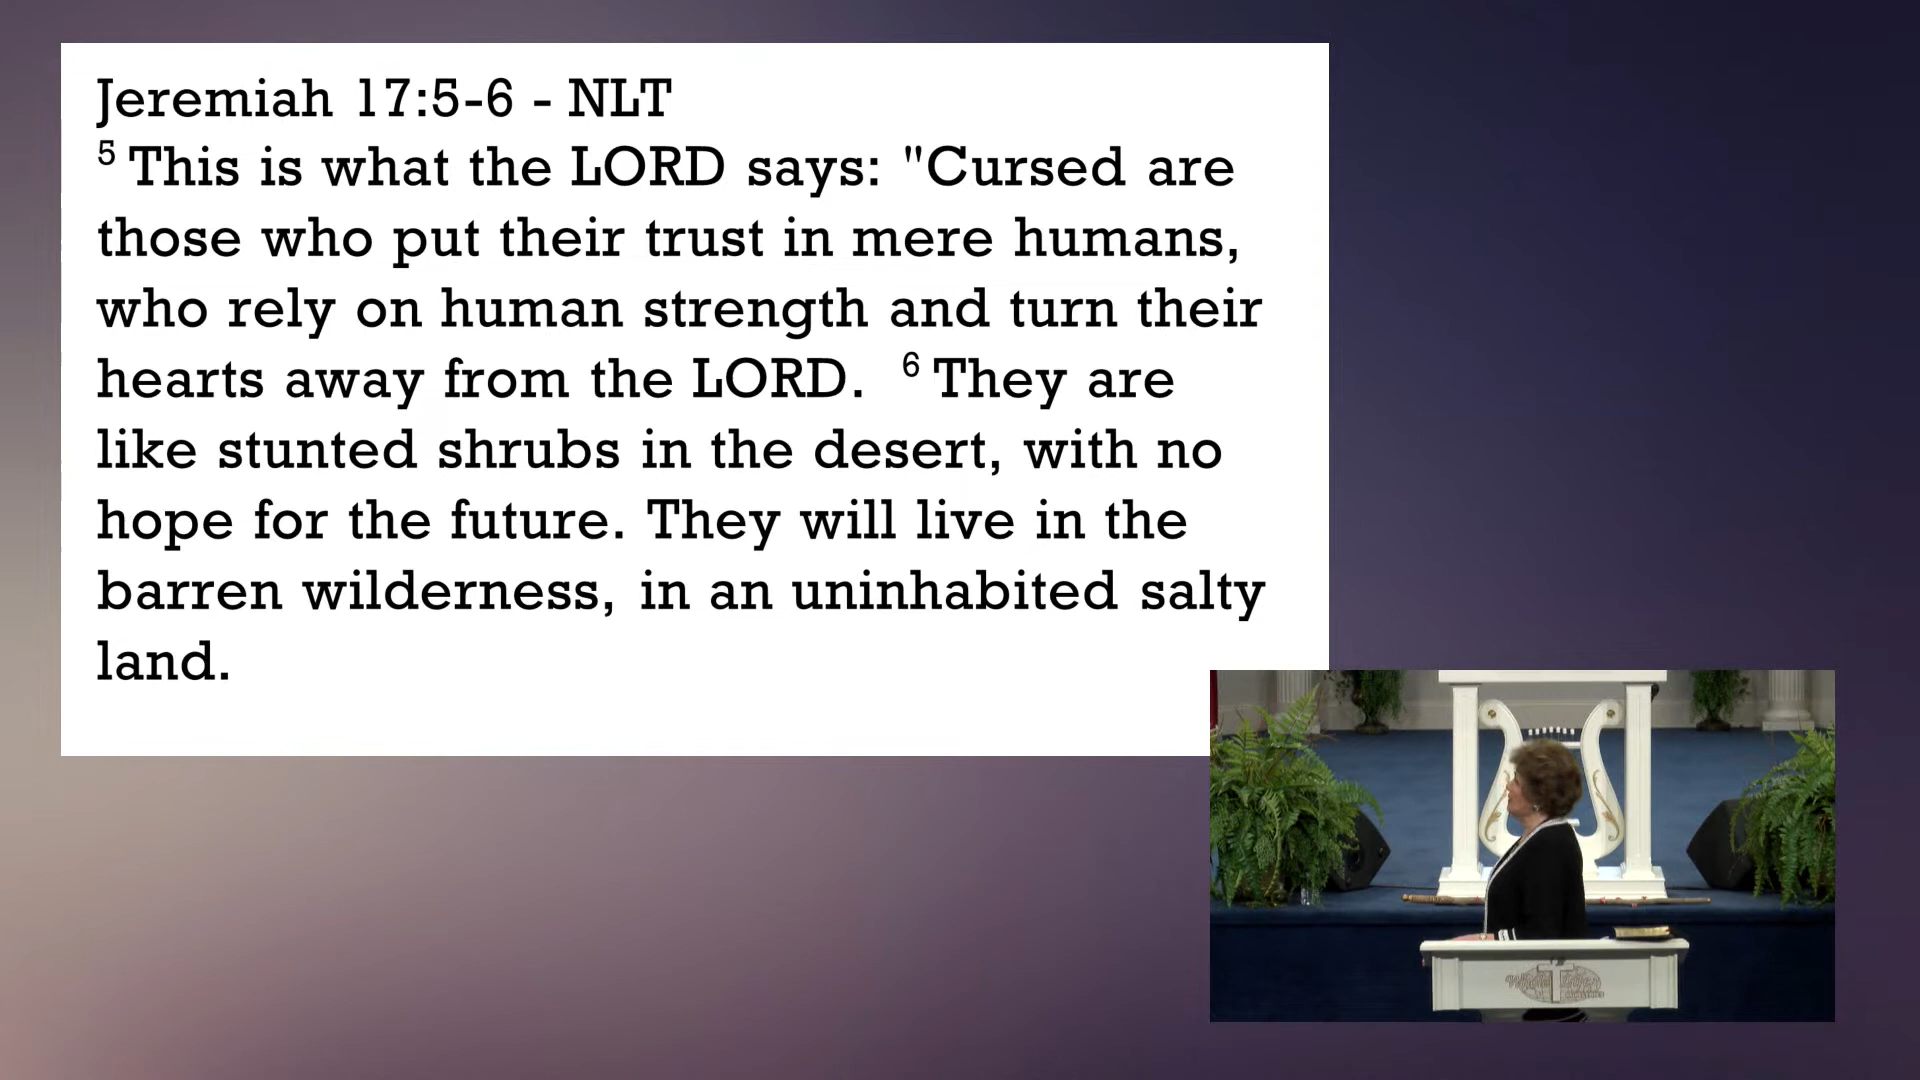 Jeremiah 17:5-6 - NLT
5 This is what the LORD says: "Cursed are
those who put their trust in mere humans,
who rely on human strength and turn their
hearts away from the LORD.  6 They are
like stunted shrubs in the desert, with no
hope for the future. They will live in the
barren wilderness, in an uninhabited salty
land.